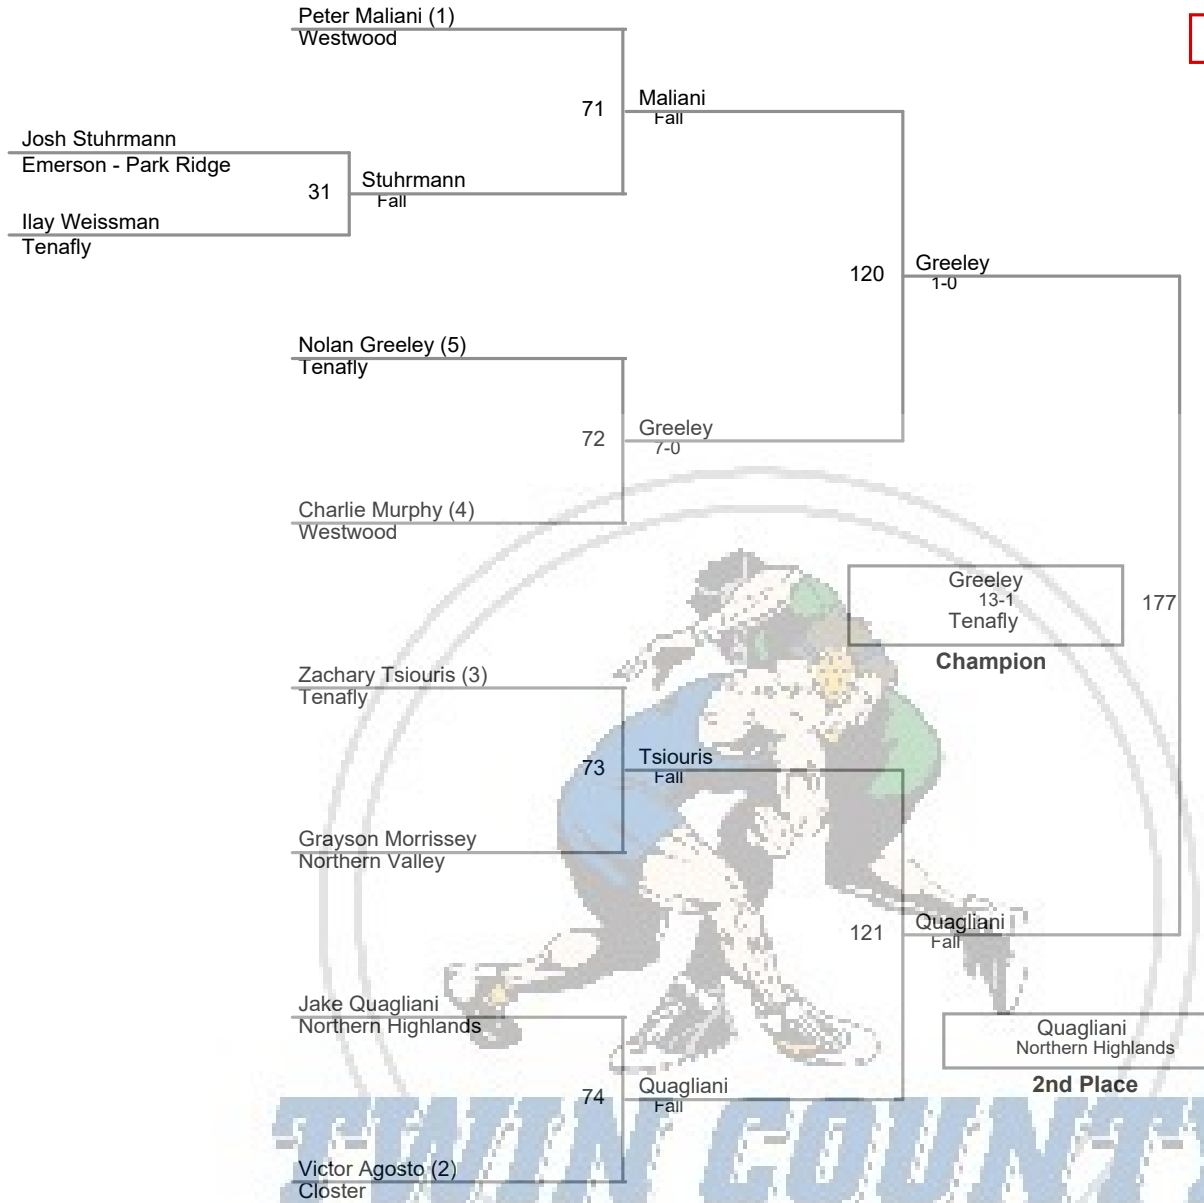 Peter Maliani (1)
Westwood
71
Maliani
Fall
Josh Stuhrmann
Emerson - Park Ridge
31
Stuhrmann
Fall
Ilay Weissman
Tenafly
120
Greeley
1-0
Nolan Greeley (5)
Tenafly
72
Greeley
7-0
Charlie Murphy (4)
Westwood
Greeley
13-1
Tenafly
177
Champion
Zachary Tsiouris (3)
Tenafly
73
Tsiouris
Fall
Grayson Morrissey
Northern Valley
121
Quagliani
Fall
Jake Quagliani
Northern Highlands
Quagliani
Northern Highlands
2nd Place
74
Quagliani
Fall
Victor Agosto (2)
Closter
TWIN COUNTY